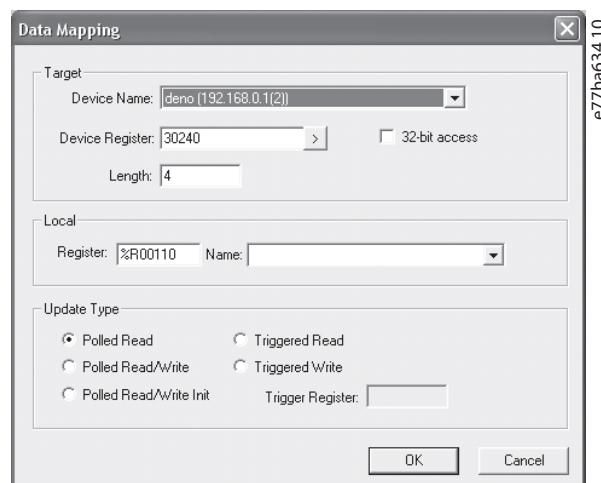 Data Mapping
Target
Device Name: deno (192.168.0.1(2))
Device Register: 30240 > 32-bit access
Length: 4
Local
Register: %R00110 Name:
Update Type
Polled Read Triggered Read
Polled Read/Write Triggered Write
Polled Read/Write Init Trigger Register:
OK Cancel
e77ha634.10